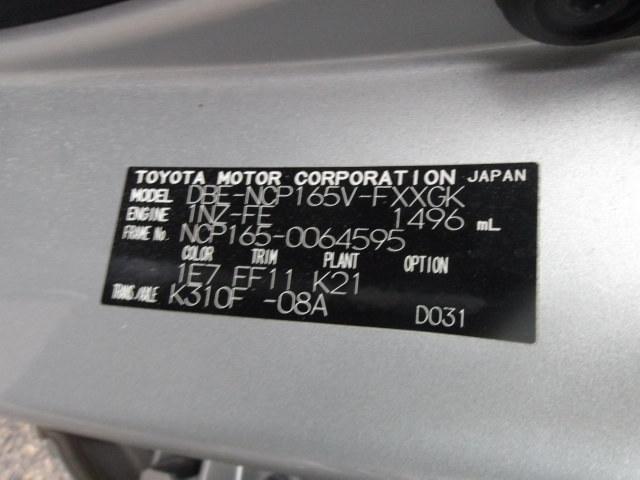 TOYOTA MOTOR CORPORATION JAPAN
MODEL DBE-NCP165V-FXXGK
ENGINE 1NZ-FE 1496 mL
FRAME No. NCP165-0064595
COLOR TRIM PLANT OPTION
1E7 FF11 K21
TRANS./AXLE K310F -08A D031